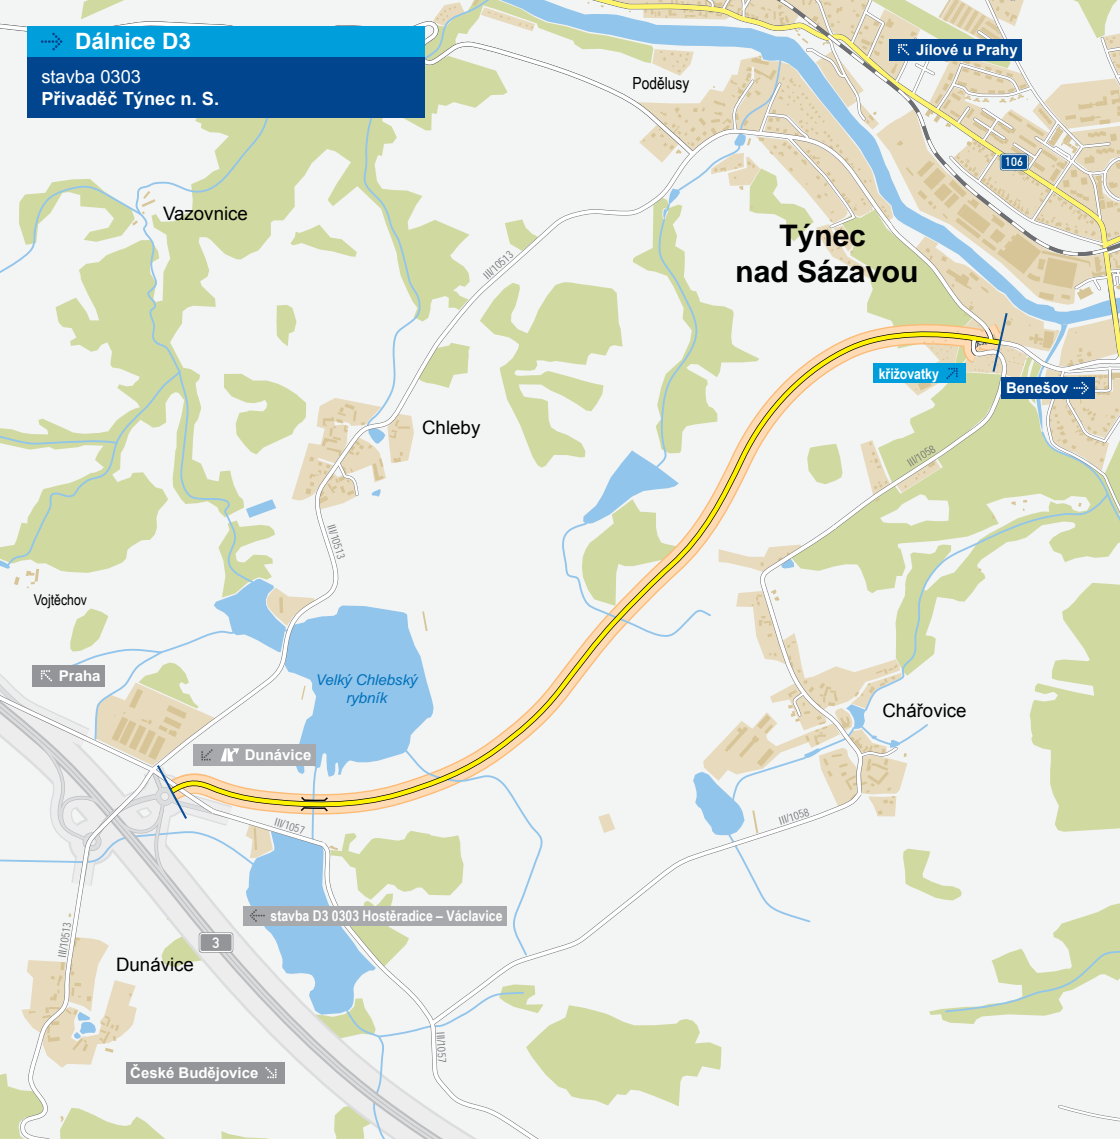 Dálnice D3
stavba 0303
Přivaděč Týnec n. S.
Jílové u Prahy
Podělusy
106
Vazovnice
Týnec
nad Sázavou
III/10513
křižovatky
Benešov
Chleby
III/1058
III/10513
Vojtěchov
Praha
Velký Chlebský
rybník
Chářovice
Dunávice
III/1057
III/1058
stavba D3 0303 Hostěradice – Václavice
3
III/10513
Dunávice
III/1057
České Budějovice